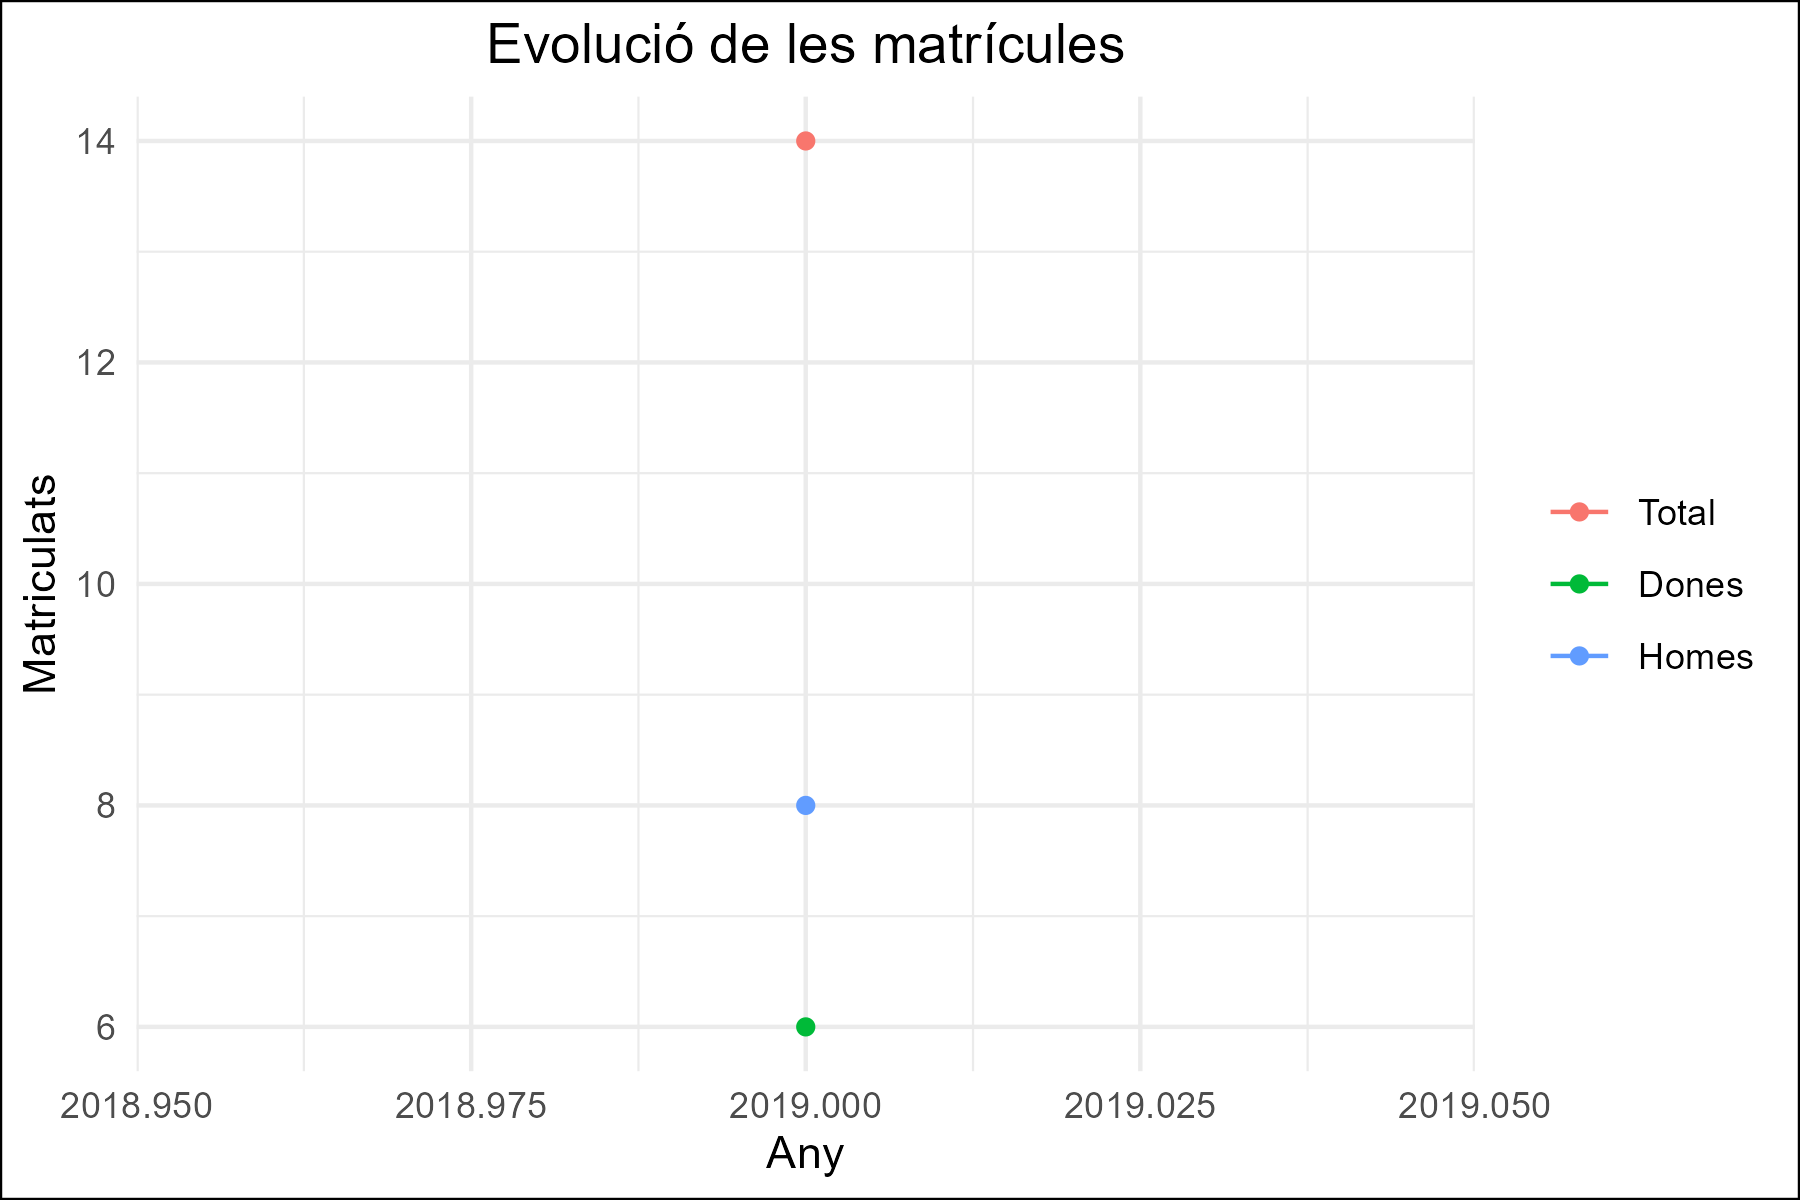 Evolució de les matrícules
14
12
10
8
6
Matriculats
2018.950
2018.975
2019.000
2019.025
2019.050
Any
Total
Dones
Homes